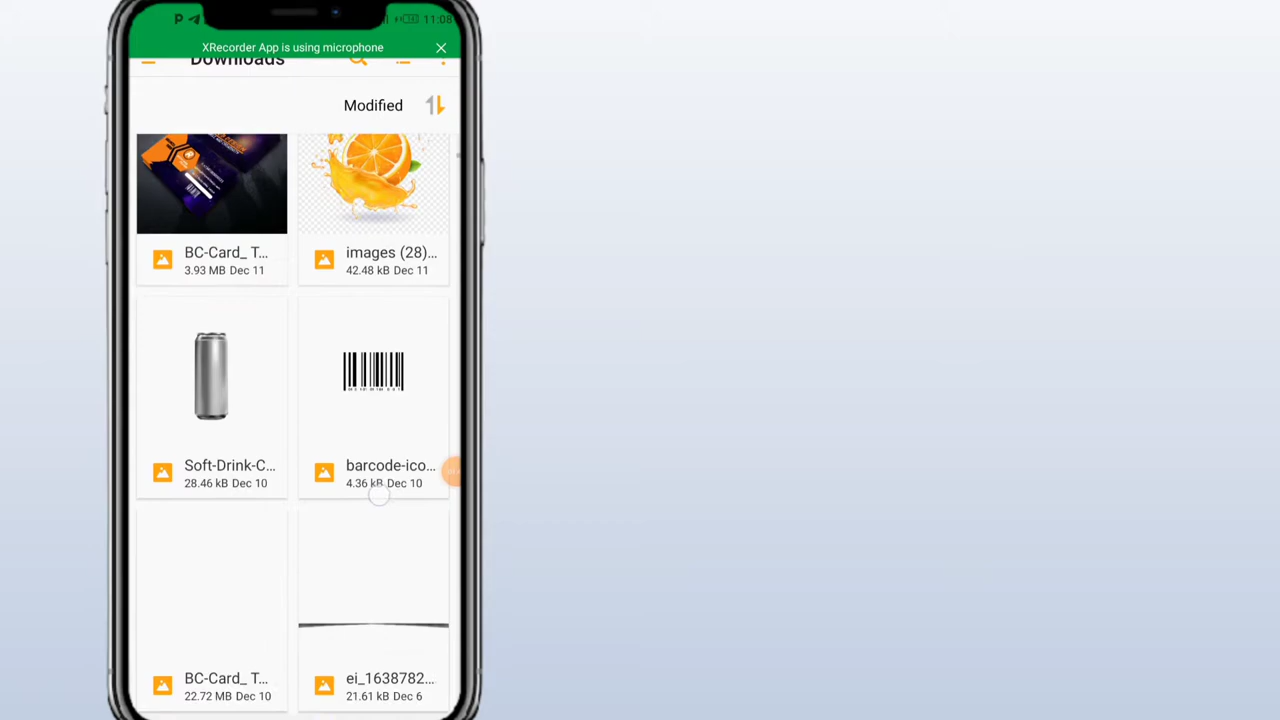 11:08
XRecorder App is using microphone
Downloads
Modified
BC-Card_ T...
3.93 MB Dec 11
images (28)...
42.48 kB Dec 11
Soft-Drink-C...
28.46 kB Dec 10
barcode-ico...
4.36 kB Dec 10
BC-Card_ T...
22.72 MB Dec 10
ei_1638782...
21.61 kB Dec 6